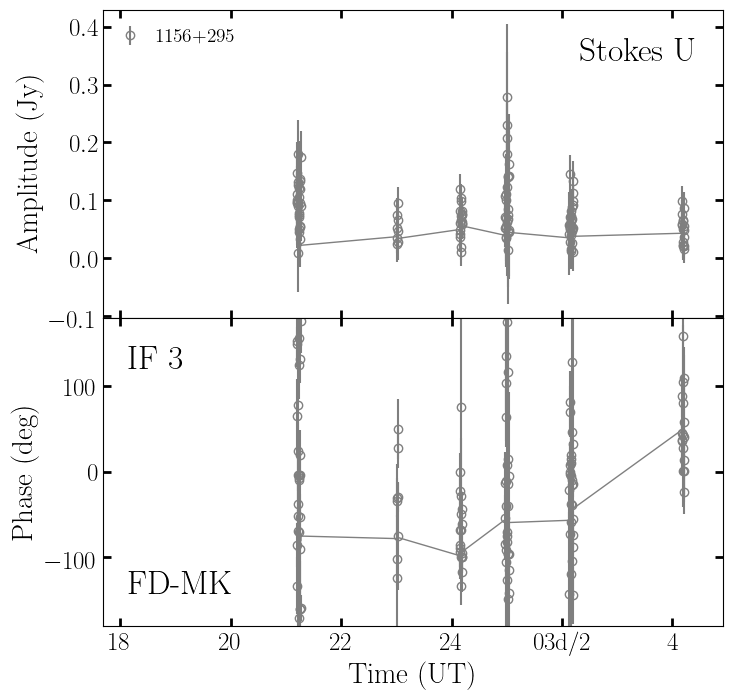 1156+295
Stokes U
Amplitude (Jy)
0.4
0.3
0.2
0.1
0.0
−0.1
IF 3
Phase (deg)
100
0
−100
FD-MK
18 20 22 24 03d/2 4
Time (UT)